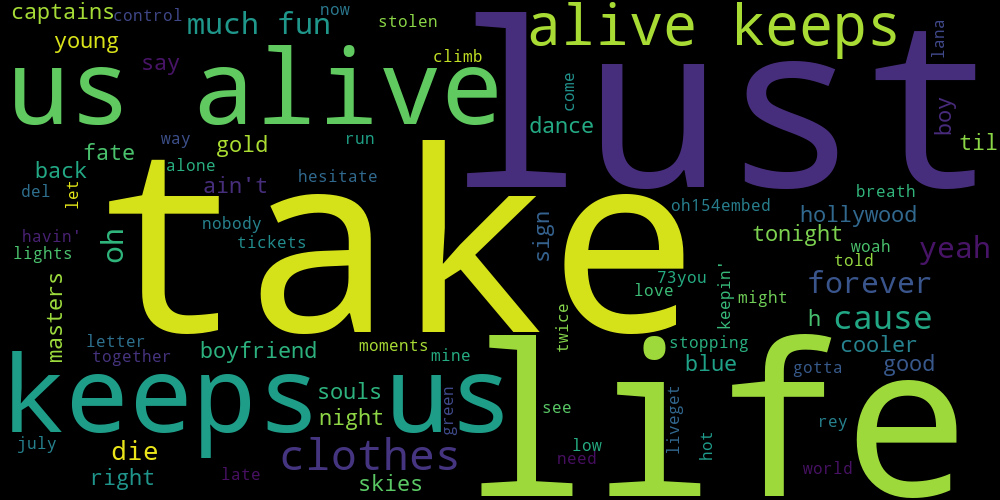 captains
control
much fun
now
stolen
alive keeps
lust
young
say
climb
lana
us alive
come
boy
dance
til
way
gold
run
fate
back
alone
ain't
hesitate
del
let
take
breath
oh154embed
hollywood
nobody
sign
tonight
yeah
havin'
lights
oh
tickets
woah
told
73you
love
keepin'
might
forever
masters
twice
h
cause
letter
together
boyfriend
moments
mine
stopping
cooler
blue
gotta
good
keeps us
life
souls
night
green
see
liveget
rey
july
die
clothes
low
need
hot
world
right
late
skies